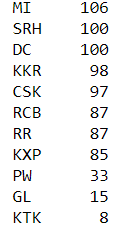 MI 106
SRH 100
DC 100
KKR 98
CSK 97
RCB 87
RR 87
KXP 85
PW 33
GL 15
KTK 8